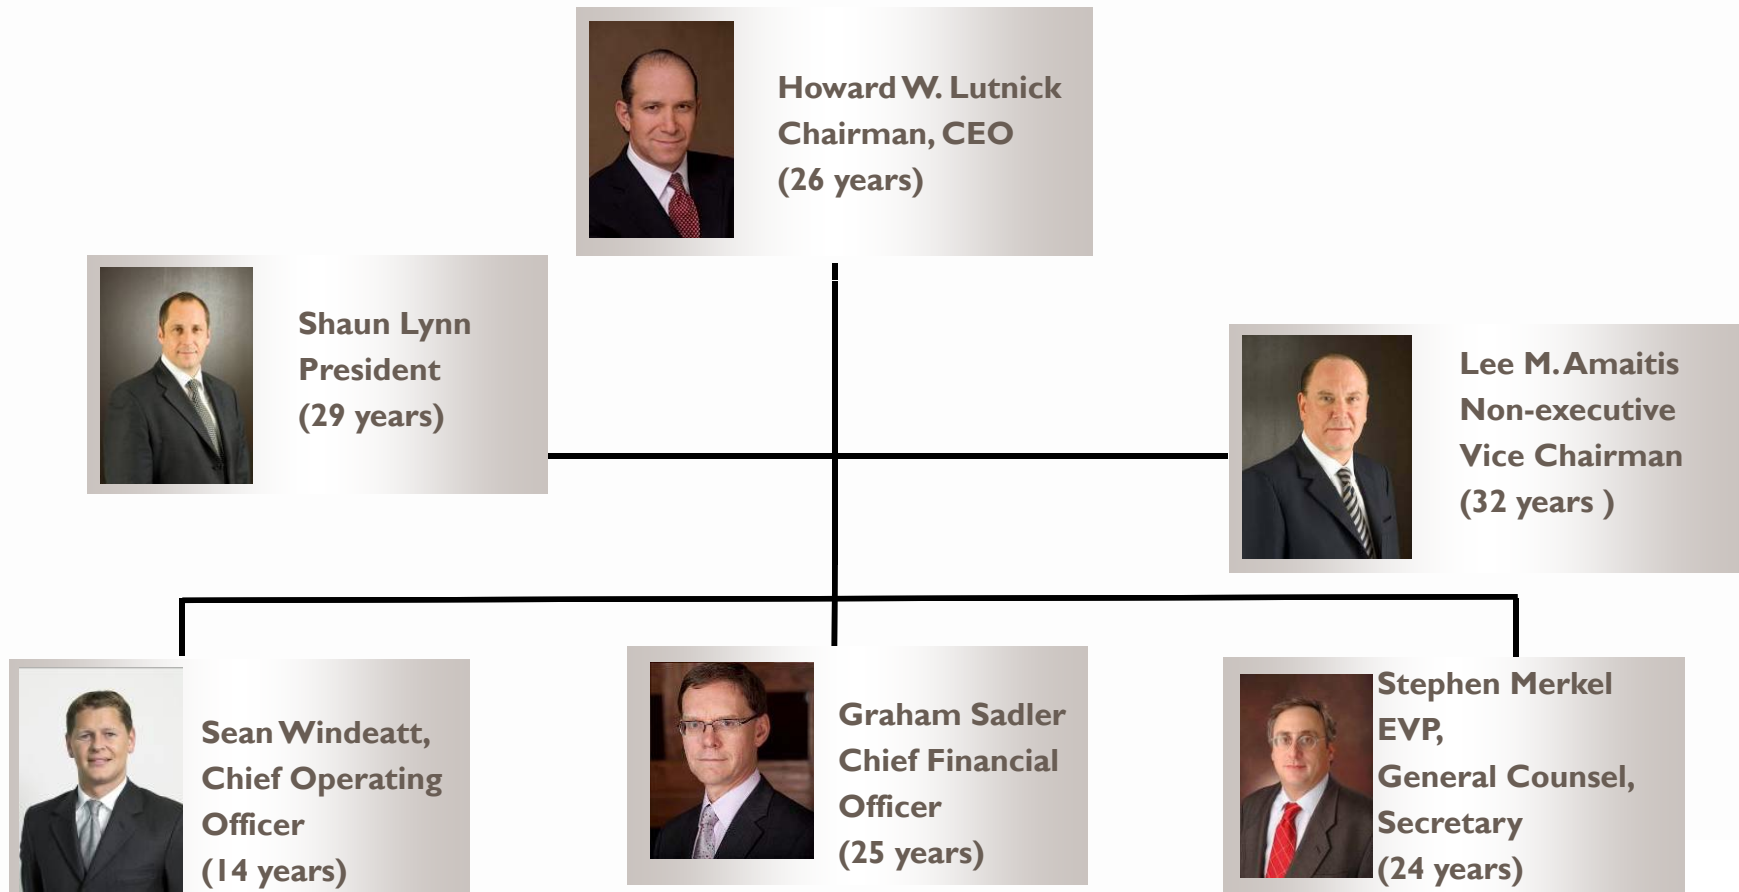 Howard W. Lutnick
Chairman, CEO
(26 years)
Shaun Lynn
President
(29 years)
Lee M. Amaitis
Non-executive
Vice Chairman
(32 years )
Sean Windeatt,
Chief Operating
Officer
(14 years)
Graham Sadler
Chief Financial
Officer
(25 years)
Stephen Merkel
EVP,
General Counsel,
Secretary
(24 years)